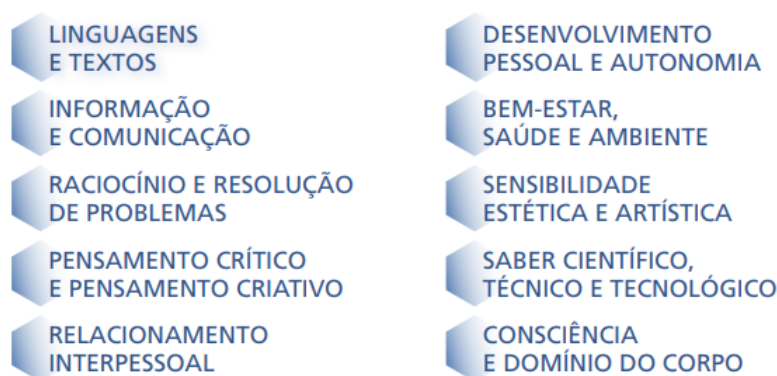 LINGUAGENS
E TEXTOS
INFORMAÇÃO
E COMUNICAÇÃO
RACIOCÍNIO E RESOLUÇÃO
DE PROBLEMAS
PENSAMENTO CRÍTICO
E PENSAMENTO CRIATIVO
RELACIONAMENTO
INTERPESSOAL
DESENVOLVIMENTO
PESSOAL E AUTONOMIA
BEM-ESTAR,
SAÚDE E AMBIENTE
SENSIBILIDADE
ESTÉTICA E ARTÍSTICA
SABER CIENTÍFICO,
TÉCNICO E TECNOLÓGICO
CONSCIÊNCIA
E DOMÍNIO DO CORPO